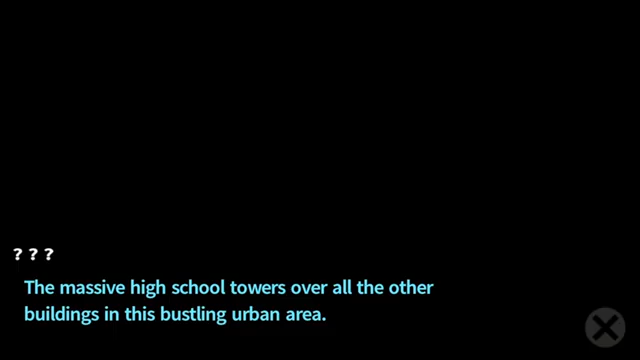 ???
The massive high school towers over all the other
buildings in this bustling urban area.